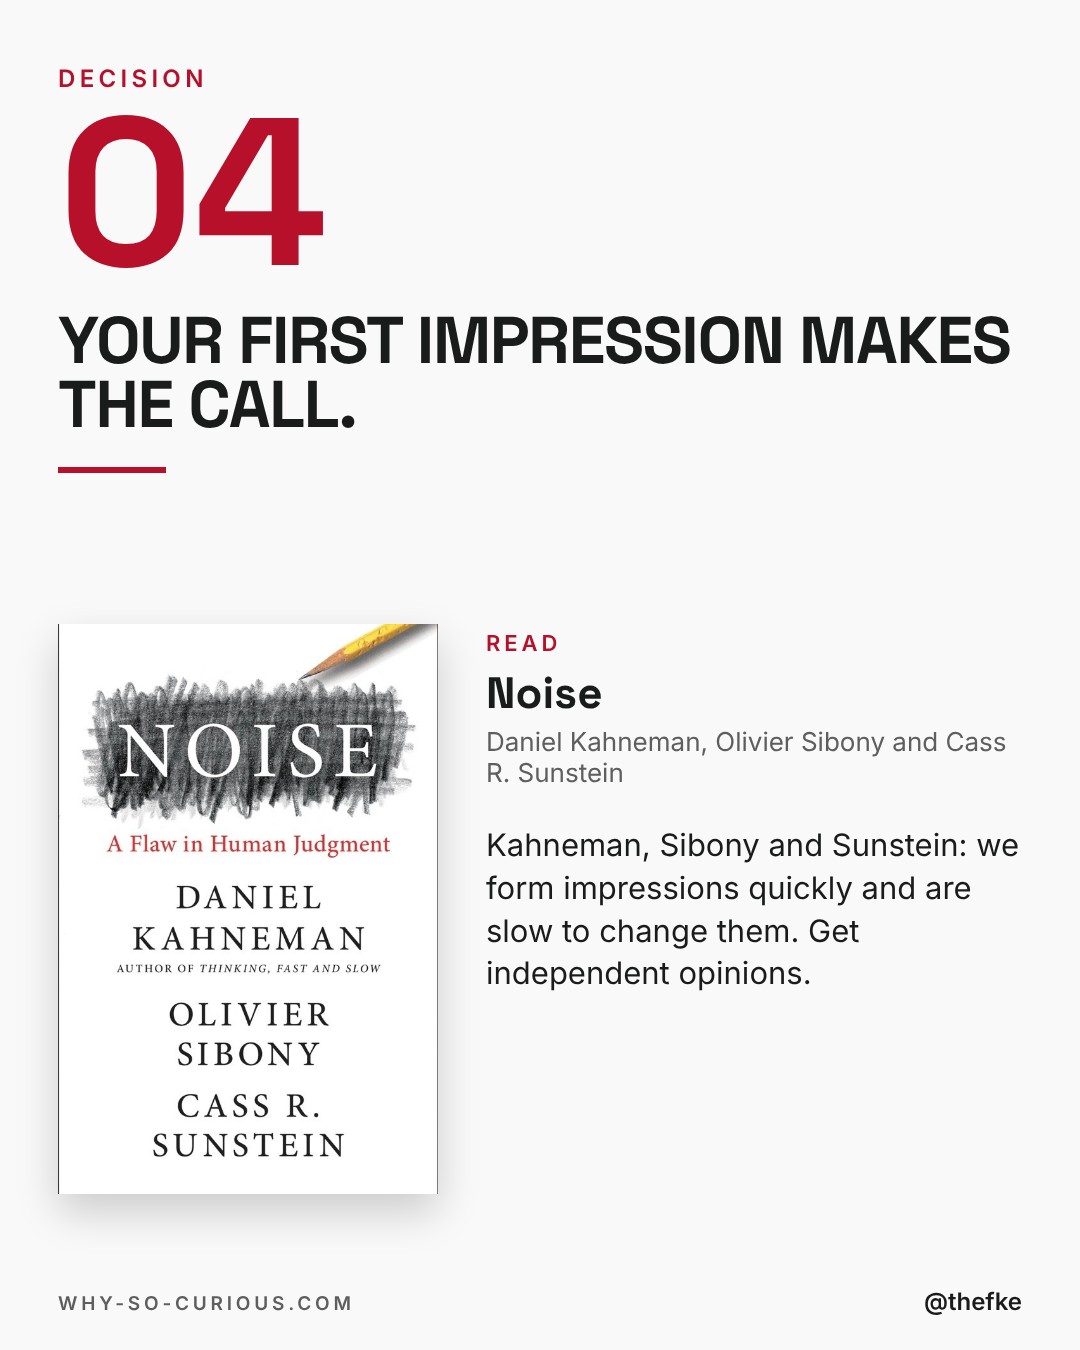 DECISION
04
YOUR FIRST IMPRESSION MAKES
THE CALL.
NOISE
A Flaw in Human Judgment
DANIEL
KAHNEMAN
AUTHOR OF THINKING, FAST AND SLOW
OLIVIER
SIBONY
CASS R.
SUNSTEIN
READ
Noise
Daniel Kahneman, Olivier Sibony and Cass
R. Sunstein
Kahneman, Sibony and Sunstein: we
form impressions quickly and are
slow to change them. Get
independent opinions.
WHY-SO-CURIOUS.COM
@thefke